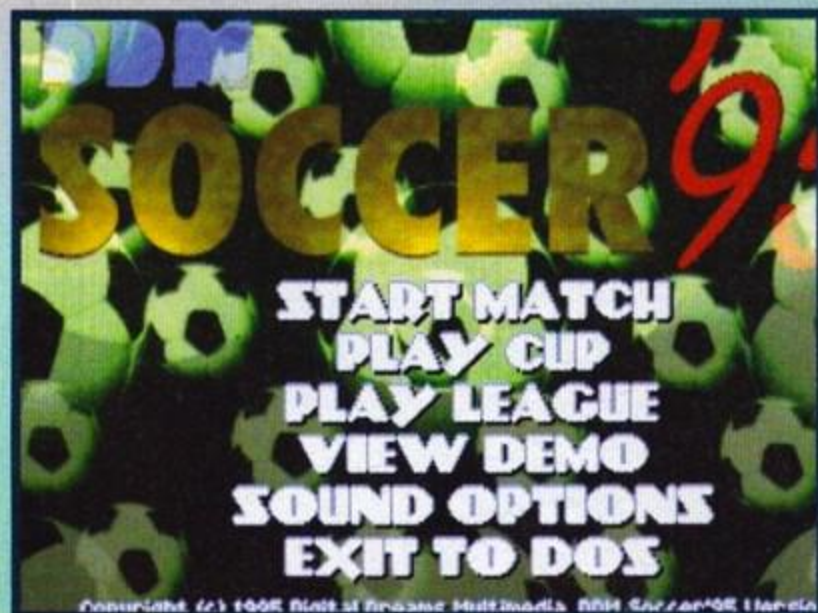 DDM
SOCCER '95
START MATCH
PLAY CUP
PLAY LEAGUE
VIEW DEMO
SOUND OPTIONS
EXIT TO DOS
Copyright (c) 1995 Digital Dreams Multimedia, DDM Soccer'95